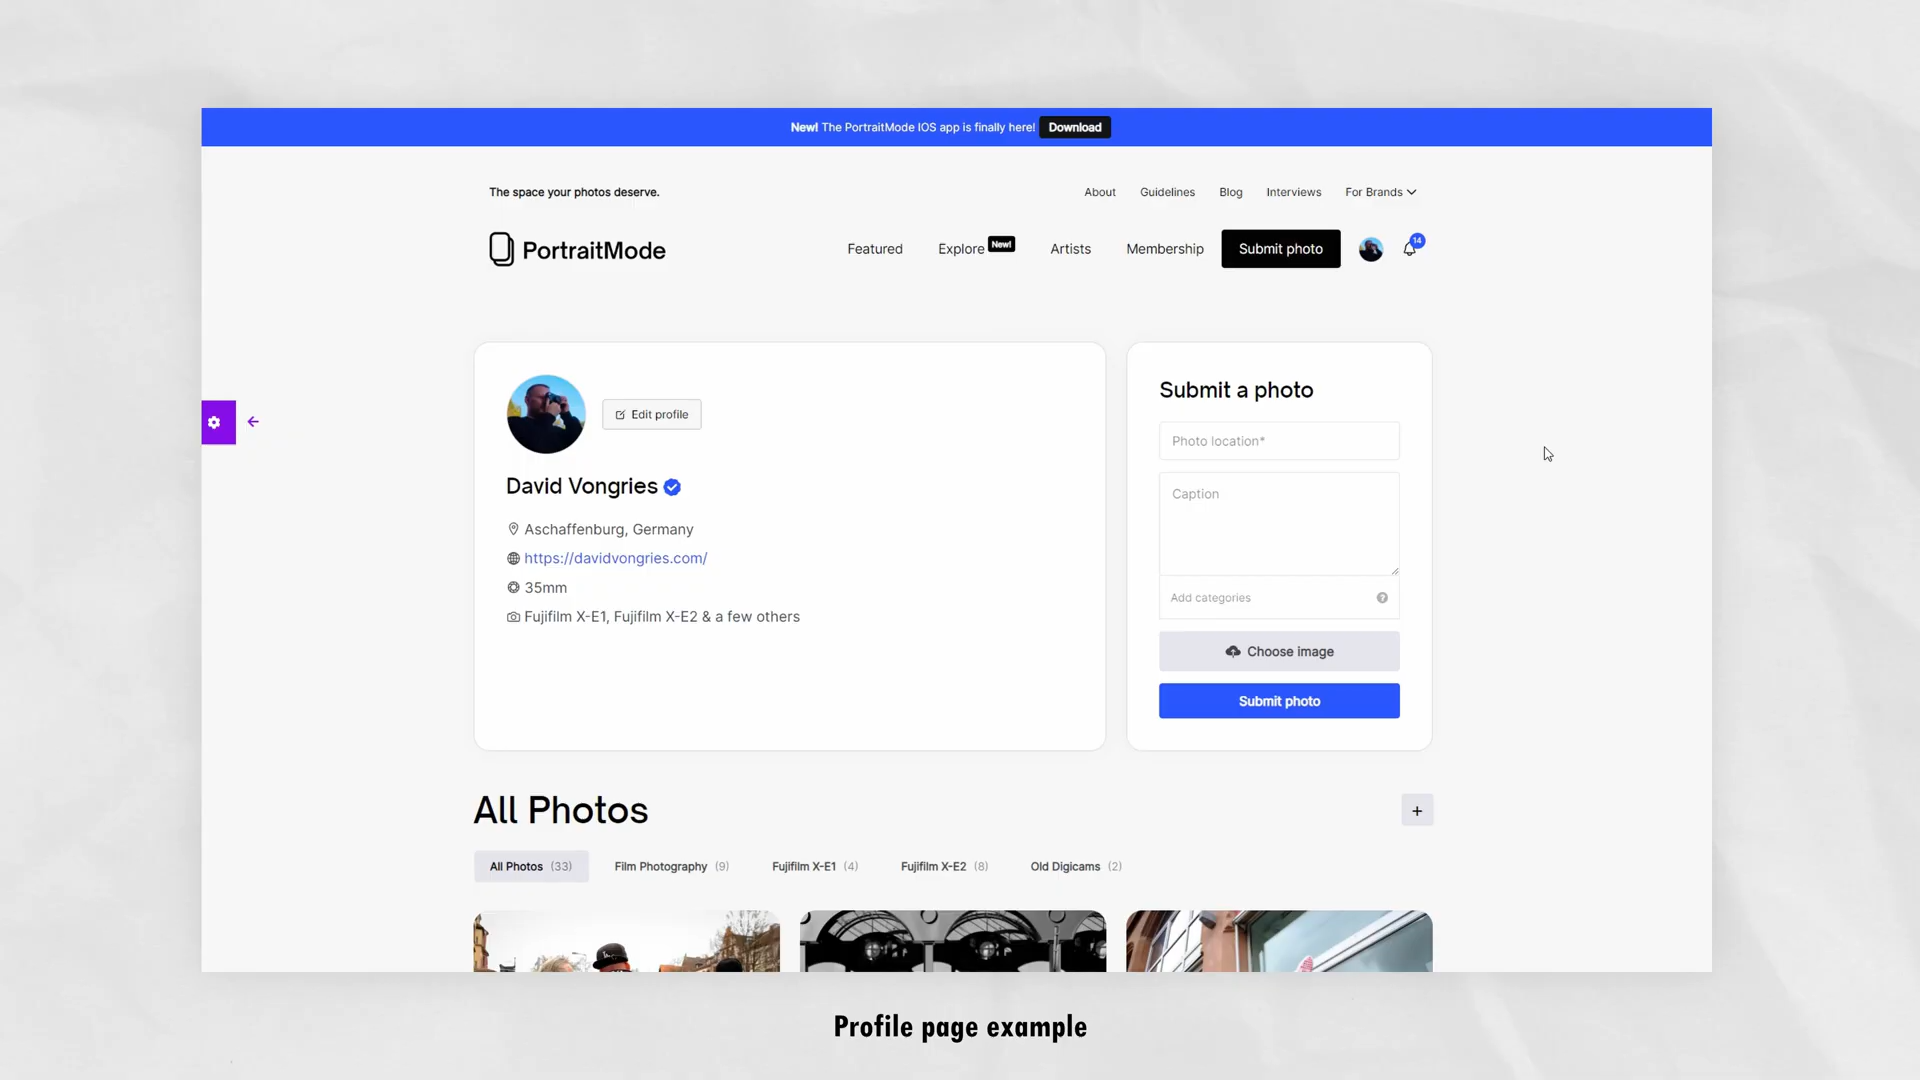 New! The PortraitMode IOS app is finally here! Download
The space your photos deserve.
About Guidelines Blog Interviews For Brands
PortraitMode
Featured Explore New! Artists Membership Submit photo 14
Edit profile
David Vongries
Aschaffenburg, Germany
https://davidvongries.com/
35mm
Fujifilm X-E1, Fujifilm X-E2 & a few others
Submit a photo
Photo location*
Caption
Add categories ?
Choose image
Submit photo
All Photos +
All Photos (33) Film Photography (9) Fujifilm X-E1 (4) Fujifilm X-E2 (8) Old Digicams (2)
Profile page example